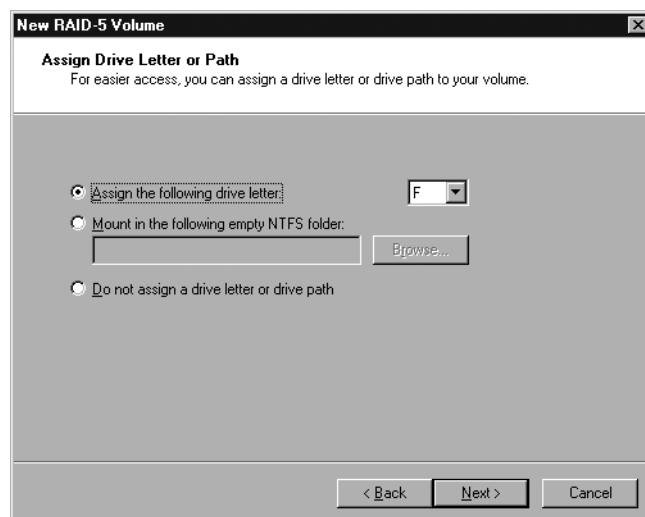 New RAID-5 Volume
Assign Drive Letter or Path
For easier access, you can assign a drive letter or drive path to your volume.
Assign the following drive letter: F
Mount in the following empty NTFS folder:
Browse...
Do not assign a drive letter or drive path
< Back Next > Cancel